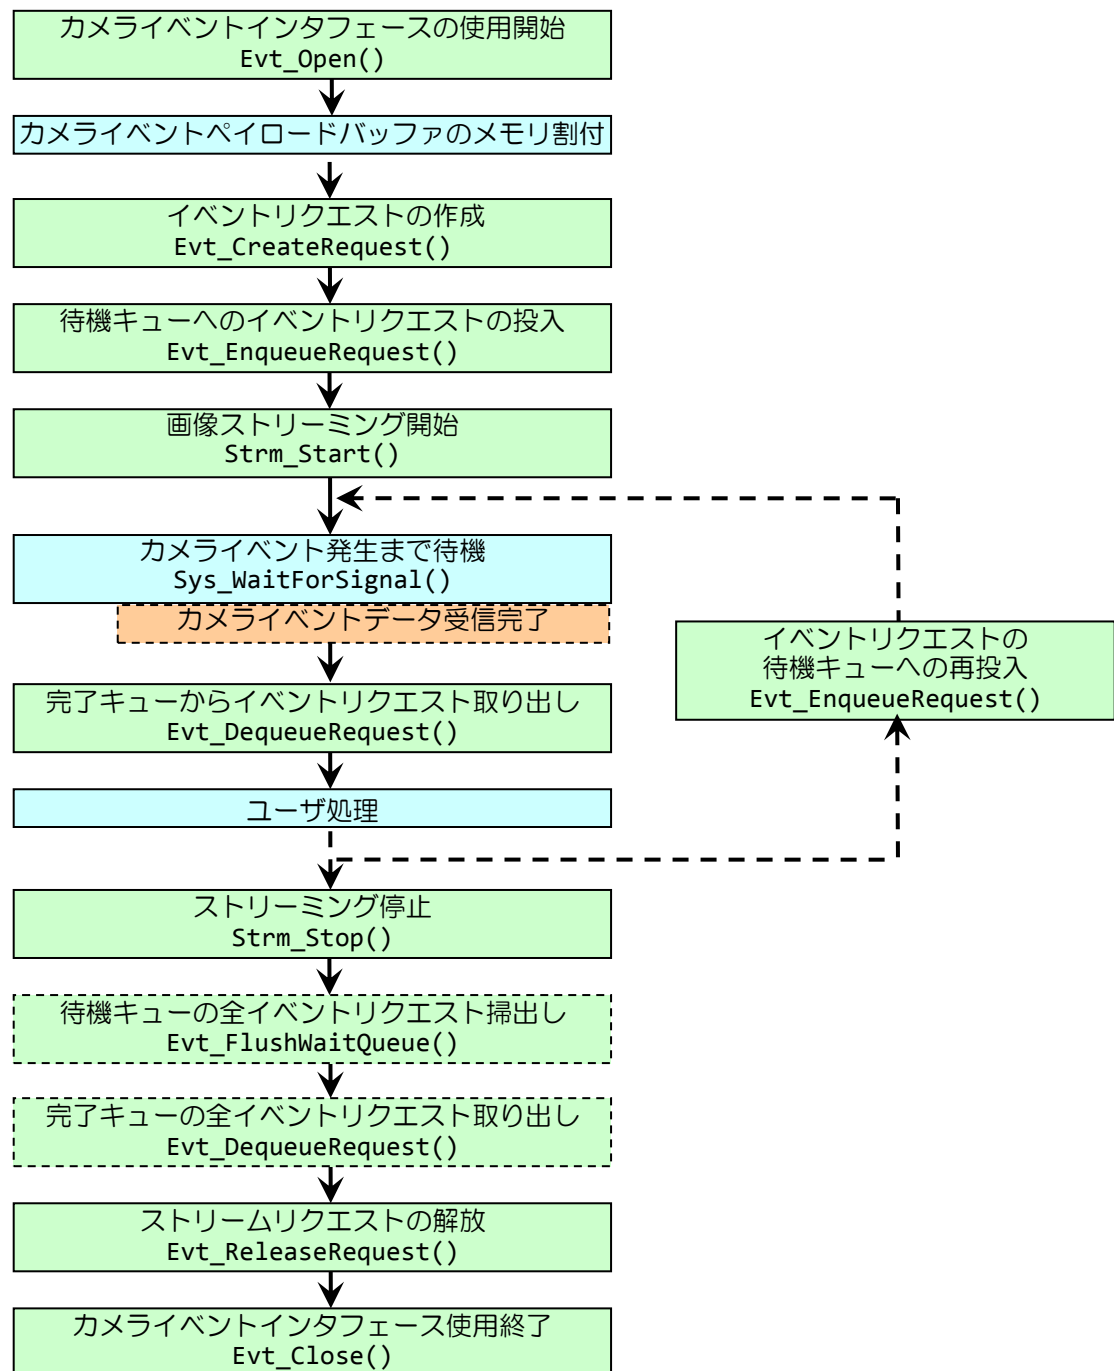 カメライベントインタフェースの使用開始
Evt_Open()
カメライベントペイロードバッファのメモリ割付
イベントリクエストの作成
Evt_CreateRequest()
待機キューへのイベントリクエストの投入
Evt_EnqueueRequest()
画像ストリーミング開始
Strm_Start()
カメライベント発生まで待機
Sys_WaitForSignal()
カメライベントデータ受信完了
イベントリクエストの
待機キューへの再投入
Evt_EnqueueRequest()
完了キューからイベントリクエスト取り出し
Evt_DequeueRequest()
ユーザ処理
ストリーミング停止
Strm_Stop()
待機キューの全イベントリクエスト掃出し
Evt_FlushWaitQueue()
完了キューの全イベントリクエスト取り出し
Evt_DequeueRequest()
ストリームリクエストの解放
Evt_ReleaseRequest()
カメライベントインタフェース使用終了
Evt_Close()